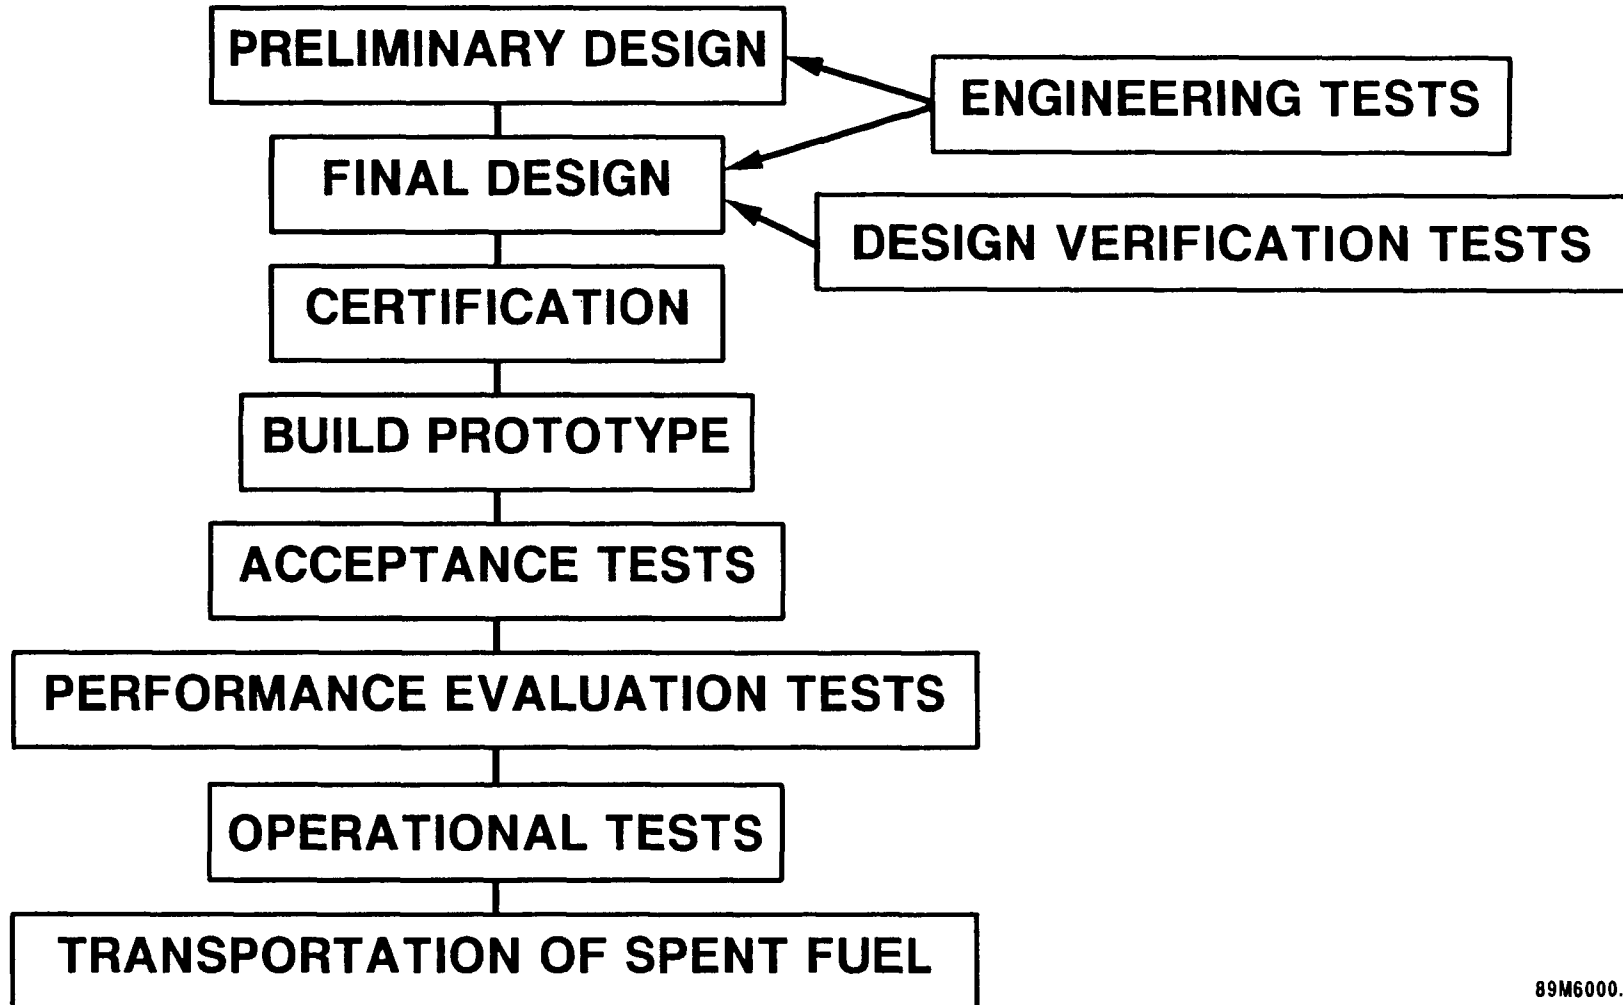 PRELIMINARY DESIGN
ENGINEERING TESTS
FINAL DESIGN
DESIGN VERIFICATION TESTS
CERTIFICATION
BUILD PROTOTYPE
ACCEPTANCE TESTS
PERFORMANCE EVALUATION TESTS
OPERATIONAL TESTS
TRANSPORTATION OF SPENT FUEL
89M6000.